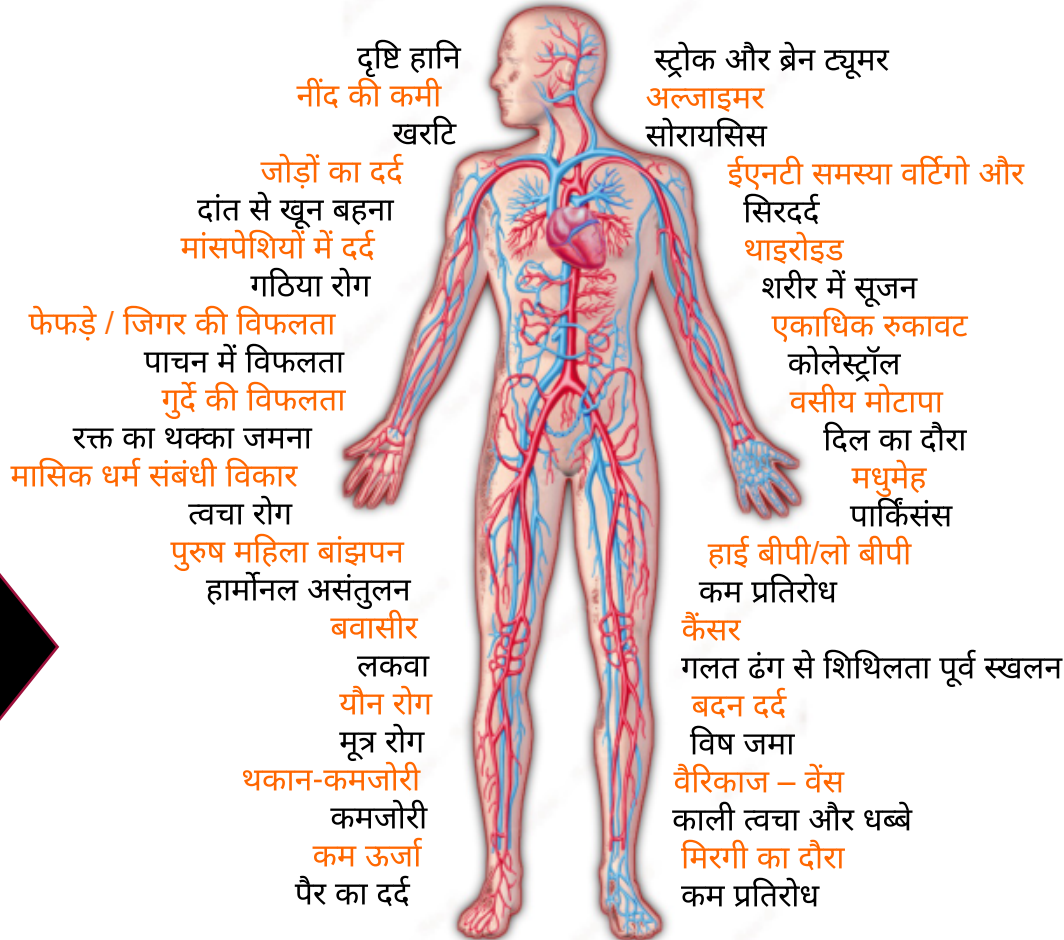 दृष्टि हानि
नींद की कमी
खरटि
जोड़ों का दर्द
दांत से खून बहना
मांसपेशियों में दर्द
गठिया रोग
फेफड़े / जिगर की विफलता
पाचन में विफलता
गुर्दे की विफलता
रक्त का थक्का जमना
मासिक धर्म संबंधी विकार
त्वचा रोग
पुरुष महिला बांझपन
हार्मोनल असंतुलन
बवासीर
लकवा
यौन रोग
मूत्र रोग
थकान-कमजोरी
कमजोरी
कम ऊर्जा
पैर का दर्द
स्ट्रोक और ब्रेन ट्यूमर
अल्जाइमर
सोरायसिस
ईएनटी समस्या वर्टिगो और
सिरदर्द
थाइरोइड
शरीर में सूजन
एकाधिक रुकावट
कोलेस्ट्रॉल
वसीय मोटापा
दिल का दौरा
मधुमेह
पार्किंसंस
हाई बीपी/लो बीपी
कम प्रतिरोध
कैंसर
गलत ढंग से शिथिलता पूर्व स्खलन
बदन दर्द
विष जमा
वैरिकाज – वेंस
काली त्वचा और धब्बे
मिरगी का दौरा
कम प्रतिरोध